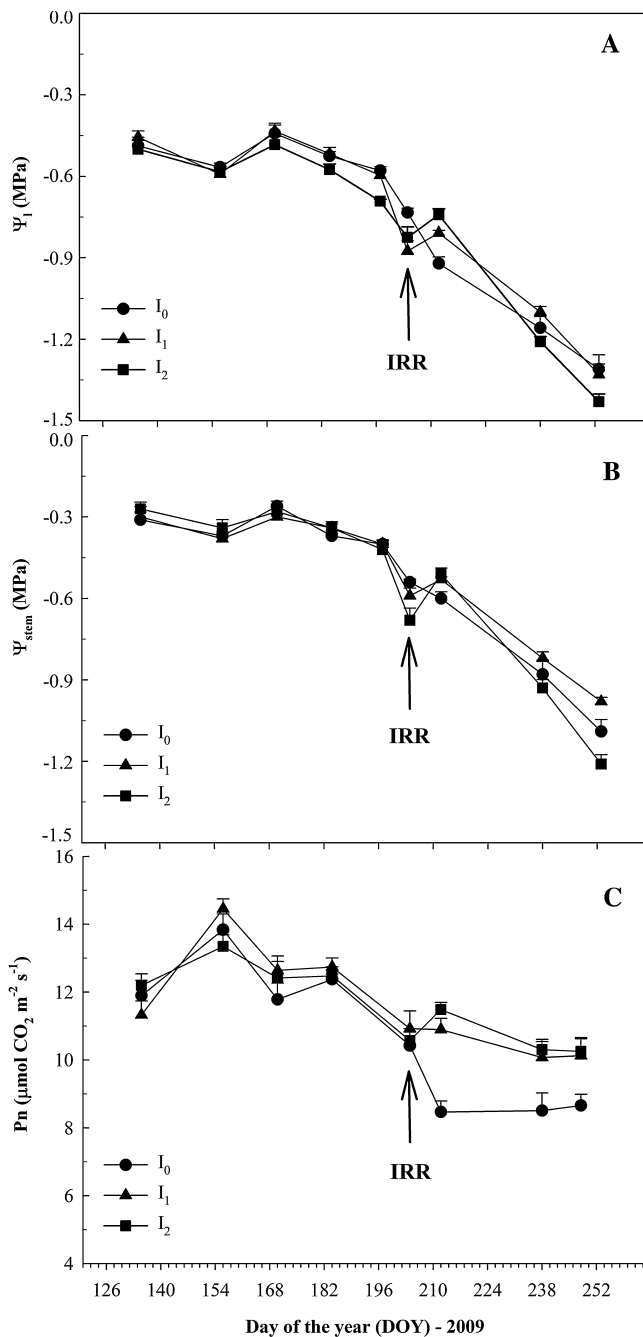 A
0.0
-0.3
-0.6
-0.9
-1.2
-1.5
Ψl (MPa)
I0
I1
I2
IRR
B
0.0
-0.3
-0.6
-0.9
-1.2
-1.5
Ψstem (MPa)
I0
I1
I2
IRR
C
16
14
12
10
8
6
4
Pn (μmol CO2 m-2 s-1)
I0
I1
I2
IRR
126 140 154 168 182 196 210 224 238 252
Day of the year (DOY) - 2009